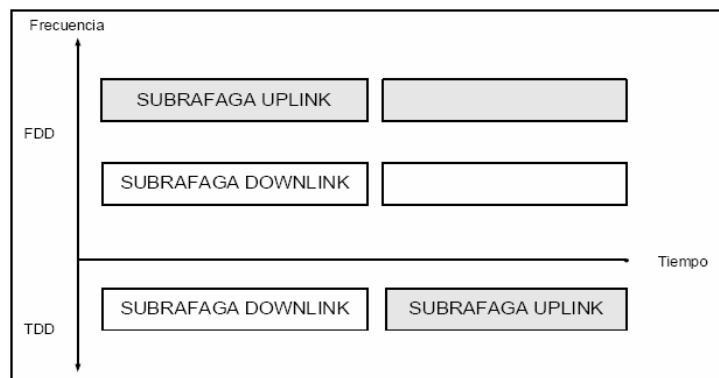 Frecuencia
SUBRAFAGA UPLINK
FDD
SUBRAFAGA DOWNLINK
Tiempo
SUBRAFAGA DOWNLINK
SUBRAFAGA UPLINK
TDD